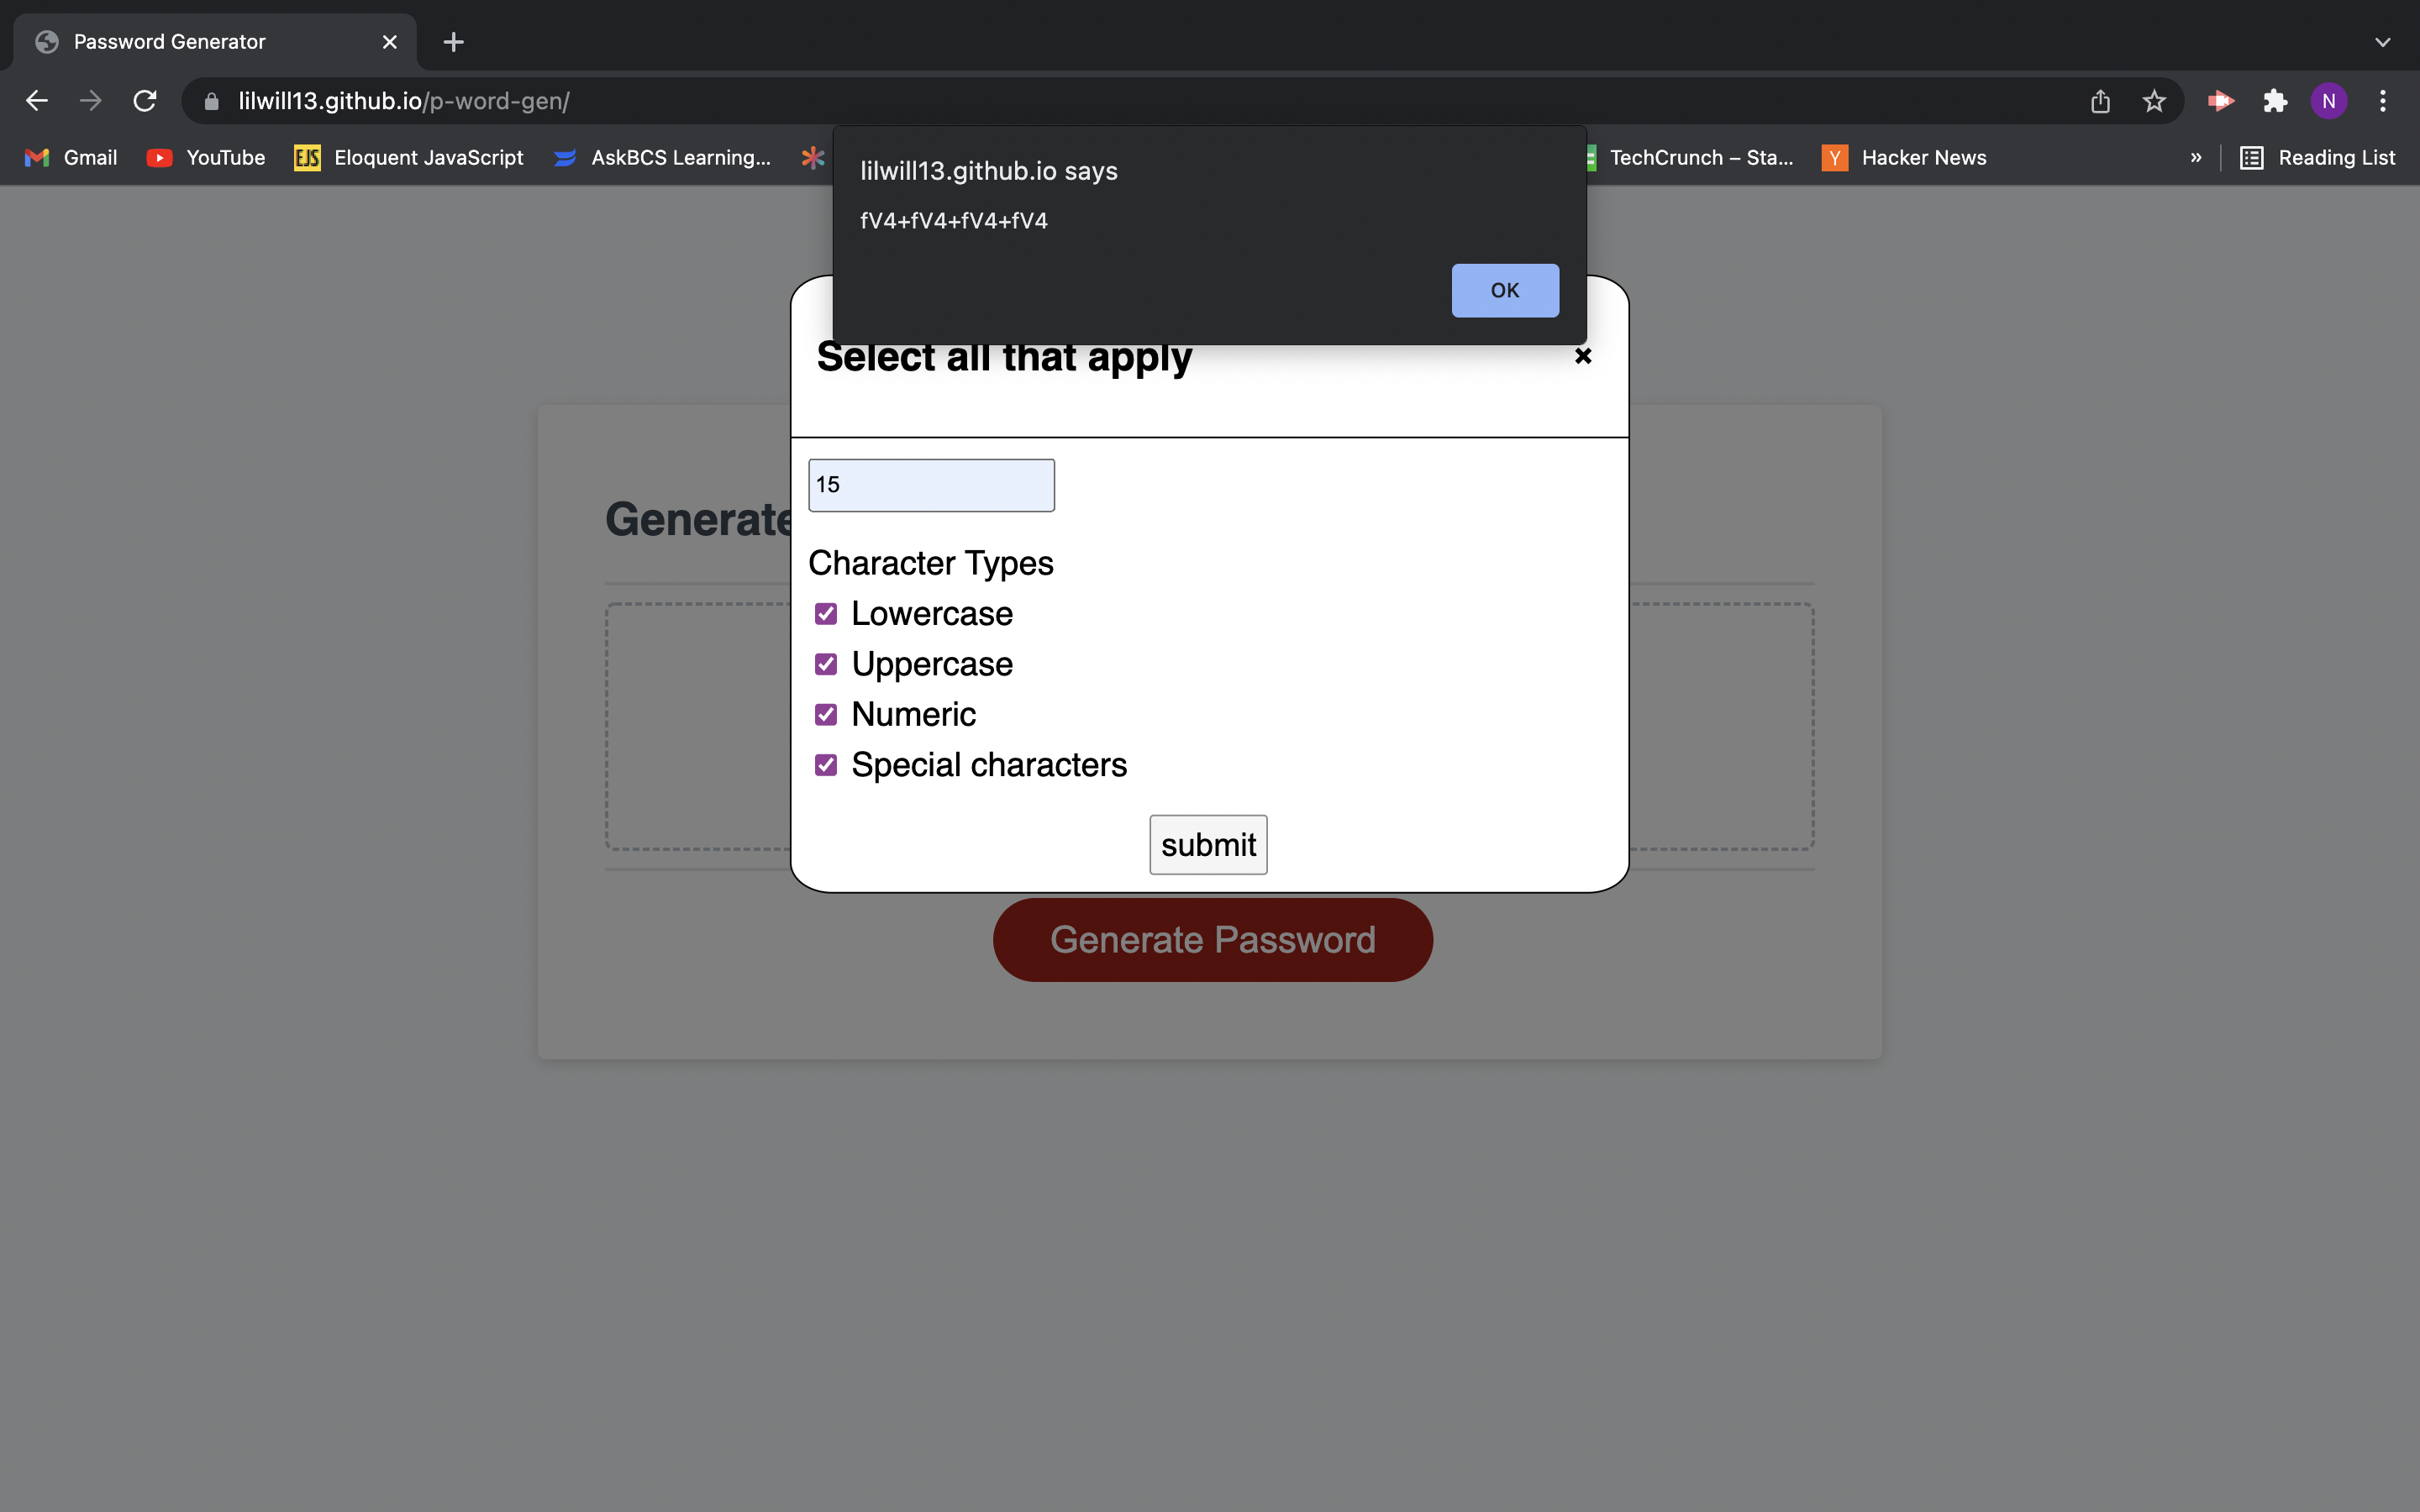 Password Generator
lilwill13.github.io/p-word-gen/
N
Gmail
YouTube
EJS
Eloquent JavaScript
AskBCS Learning...
TechCrunch – Sta...
Y
Hacker News
»
Reading List
lilwill13.github.io says
fV4+fV4+fV4+fV4
OK
Select all that apply
15
Generate
Character Types
Lowercase
Uppercase
Numeric
Special characters
submit
Generate Password